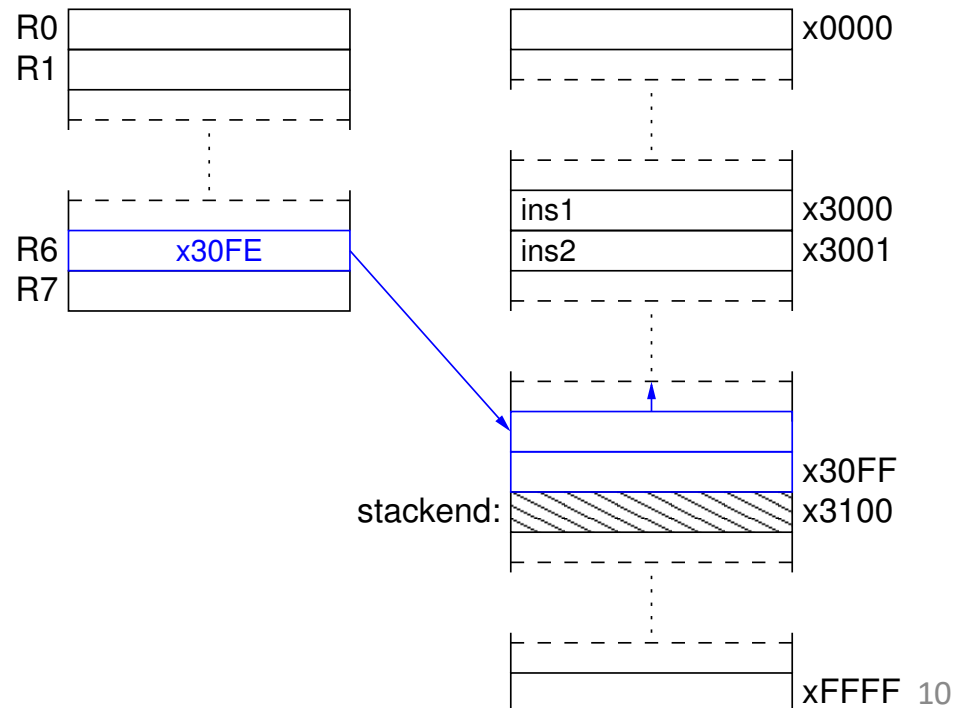 R0
x0000
R1
ins1
x3000
R6
x30FE
ins2
x3001
R7
x30FF
stackend:
x3100
xFFFF
10